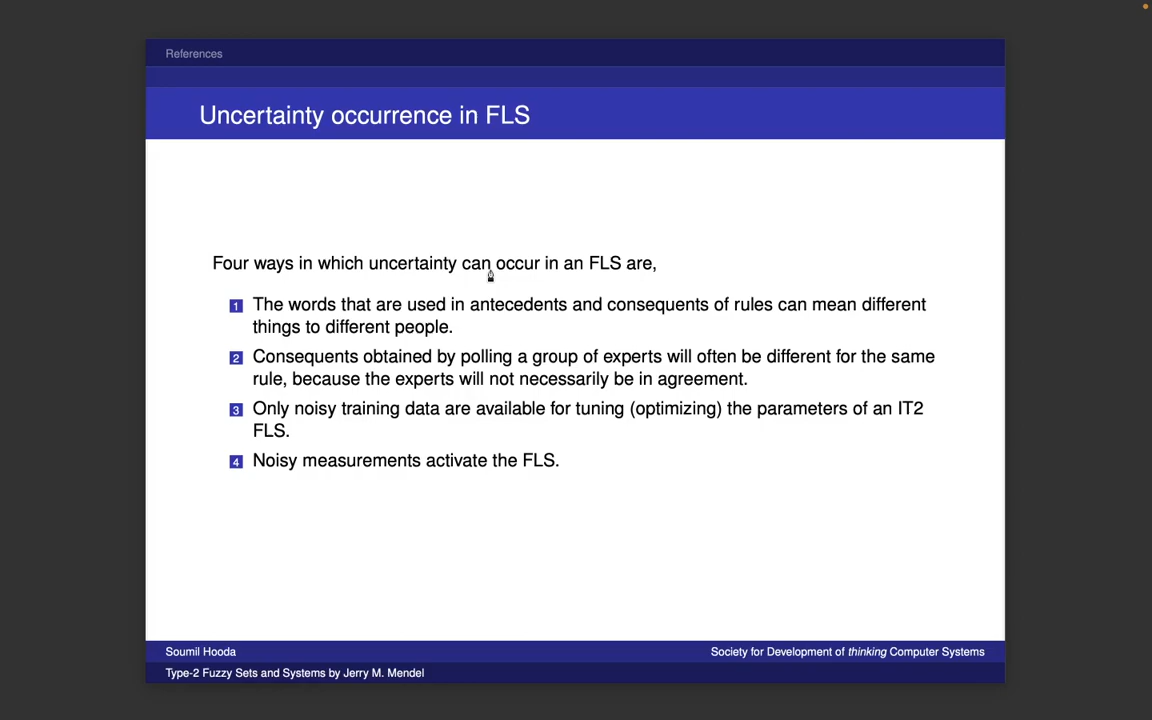 References
Uncertainty occurrence in FLS
Four ways in which uncertainty can occur in an FLS are,
1 The words that are used in antecedents and consequents of rules can mean different
things to different people.
2 Consequents obtained by polling a group of experts will often be different for the same
rule, because the experts will not necessarily be in agreement.
3 Only noisy training data are available for tuning (optimizing) the parameters of an IT2
FLS.
4 Noisy measurements activate the FLS.
Soumil Hooda
Society for Development of thinking Computer Systems
Type-2 Fuzzy Sets and Systems by Jerry M. Mendel